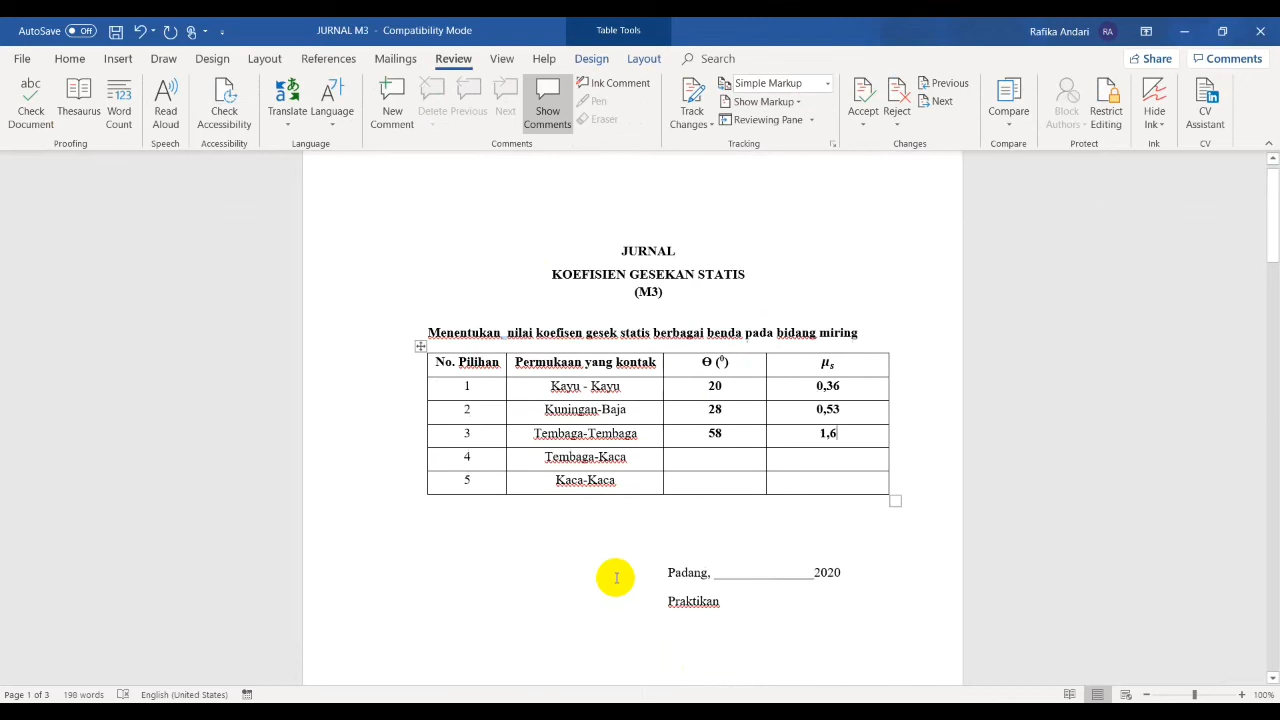 AutoSave Off JURNAL M3 - Compatibility Mode Table Tools Rafika Andari RA
File Home Insert Draw Design Layout References Mailings Review View Help Design Layout Search Share Comments
abc Check Document
Thesaurus
123 Word Count
Read Aloud
Check Accessibility
Translate
Language
New Comment
Delete
Previous
Next
Show Comments
Ink Comment
Pen
Eraser
Track Changes
Simple Markup
Show Markup
Reviewing Pane
Accept
Reject
Previous
Next
Compare
Block Authors
Restrict Editing
Hide Ink
CV Assistant
Proofing Speech Accessibility Language Comments Tracking Changes Compare Protect Ink CV
JURNAL
KOEFISIEN GESEKAN STATIS
(M3)
Menentukan nilai koefisen gesek statis berbagai benda pada bidang miring
No. Pilihan Permukaan yang kontak Ɵ (⁰) μₛ
1 Kayu - Kayu 20 0,36
2 Kuningan-Baja 28 0,53
3 Tembaga-Tembaga 58 1,6
4 Tembaga-Kaca
5 Kaca-Kaca
Padang, _______________2020
Praktikan
Page 1 of 3 198 words English (United States) 100%